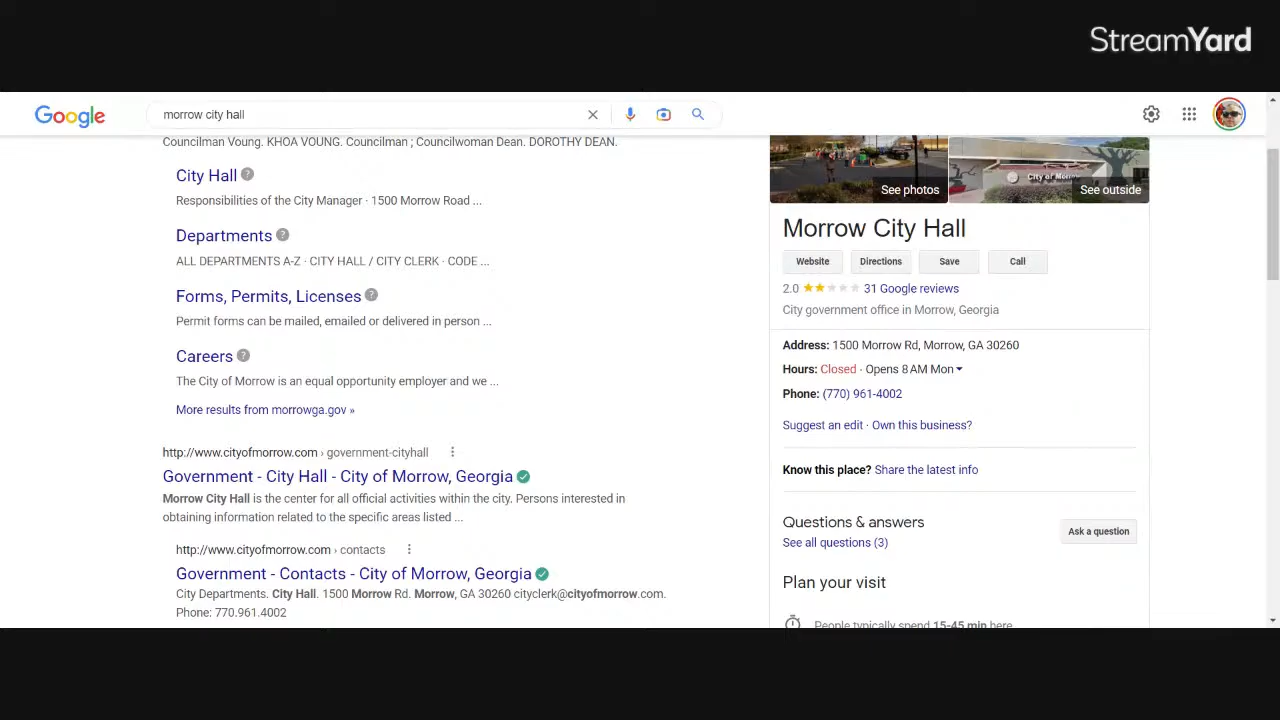 StreamYard
Google
morrow city hall
Councilman Voung. KHOA VOUNG. Councilman ; Councilwoman Dean. DOROTHY DEAN.
City Hall
Responsibilities of the City Manager · 1500 Morrow Road ...
Departments
ALL DEPARTMENTS A-Z · CITY HALL / CITY CLERK · CODE ...
Forms, Permits, Licenses
Permit forms can be mailed, emailed or delivered in person ...
Careers
The City of Morrow is an equal opportunity employer and we ...
More results from morrowga.gov »
http://www.cityofmorrow.com › government-cityhall
Government - City Hall - City of Morrow, Georgia
Morrow City Hall is the center for all official activities within the city. Persons interested in
obtaining information related to the specific areas listed ...
http://www.cityofmorrow.com › contacts
Government - Contacts - City of Morrow, Georgia
City Departments. City Hall. 1500 Morrow Rd. Morrow, GA 30260 cityclerk@cityofmorrow.com.
Phone: 770.961.4002
City of Morrow
See photos
See outside
Morrow City Hall
Website Directions Save Call
2.0 31 Google reviews
City government office in Morrow, Georgia
Address: 1500 Morrow Rd, Morrow, GA 30260
Hours: Closed · Opens 8 AM Mon
Phone: (770) 961-4002
Suggest an edit · Own this business?
Know this place? Share the latest info
Questions & answers
Ask a question
See all questions (3)
Plan your visit
People typically spend 15-45 min here